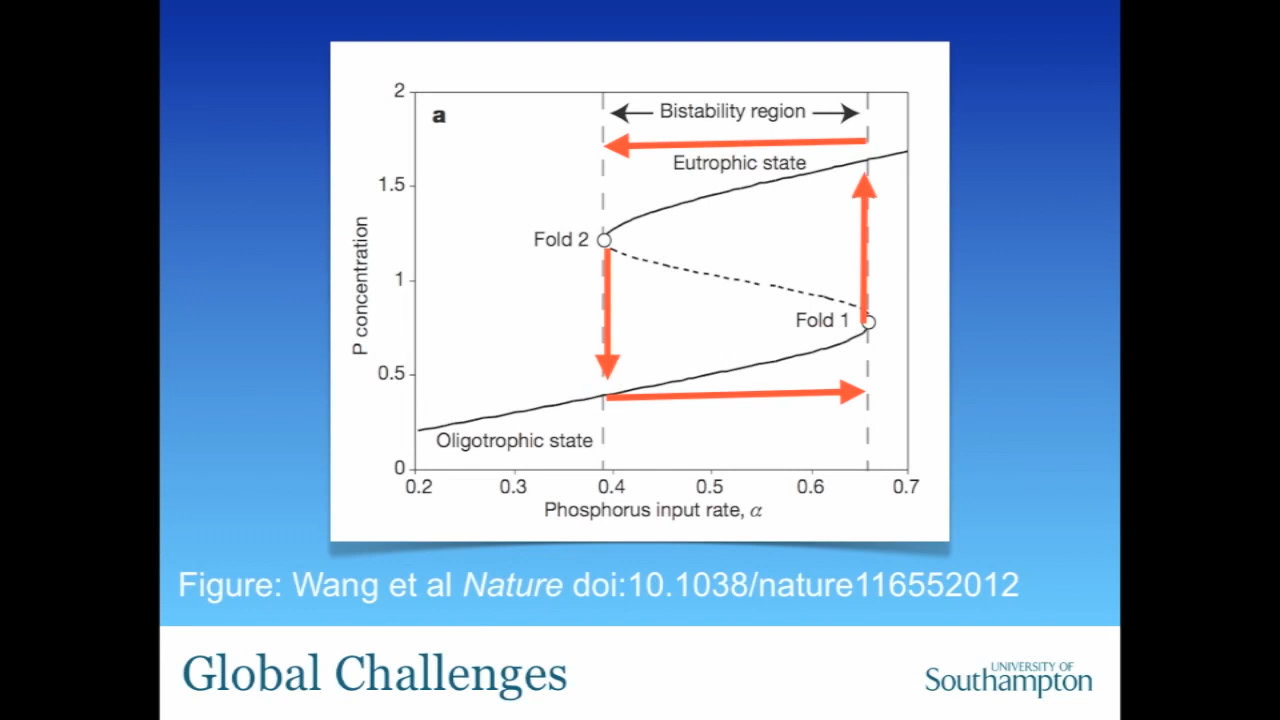 2
a
Bistability region
Eutrophic state
1.5
Fold 2
P concentration
1
Fold 1
0.5
Oligotrophic state
0
0.2 0.3 0.4 0.5 0.6 0.7
Phosphorus input rate, α
Figure: Wang et al Nature doi:10.1038/nature116552012
Global Challenges
UNIVERSITY OF
Southampton